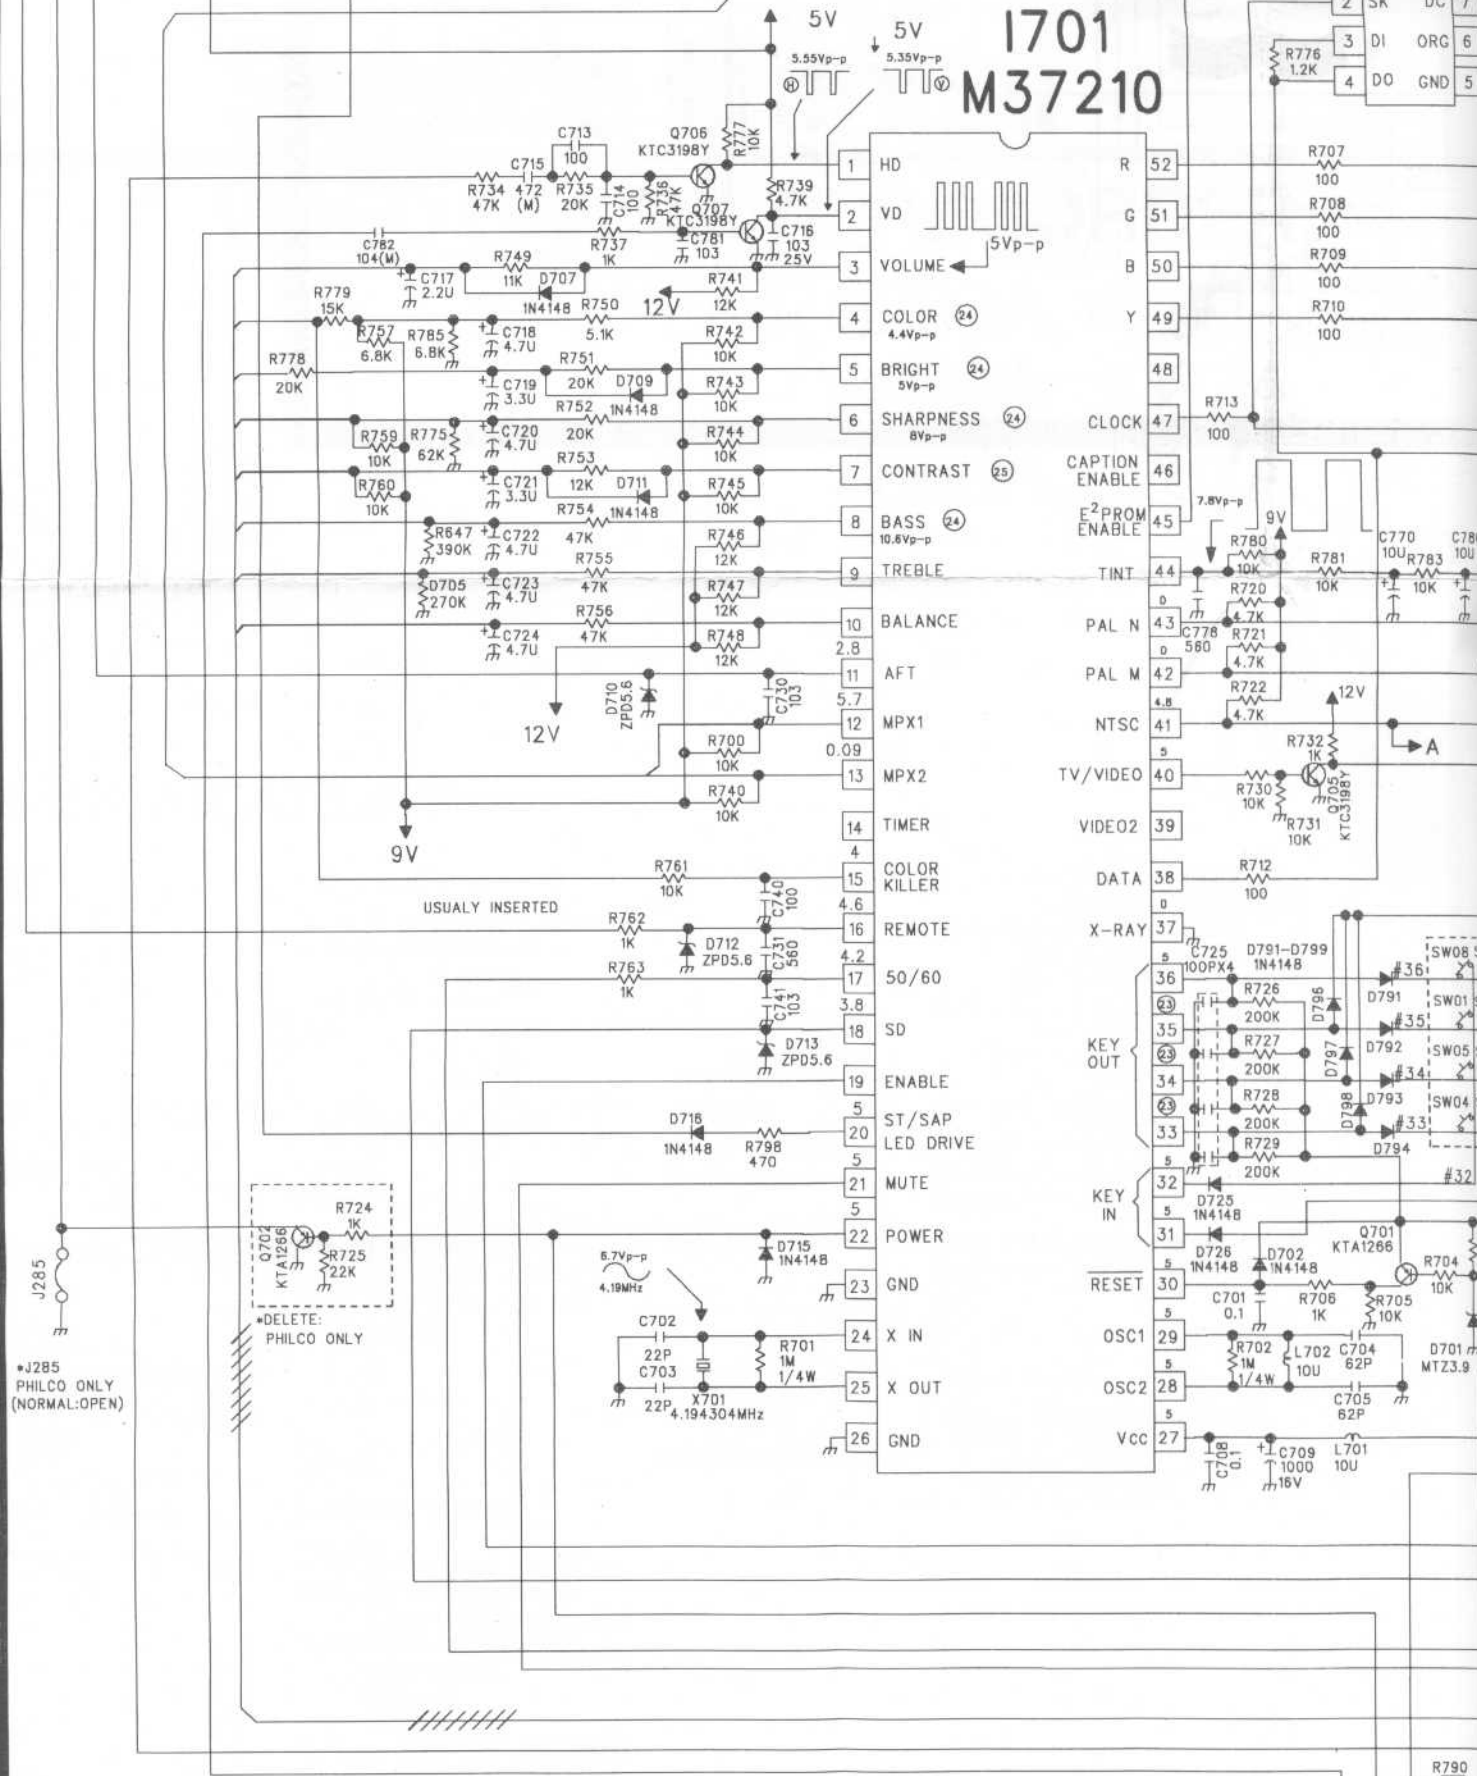 I701
M37210
5V
5V
5.55Vp-p
5.35Vp-p
H
V
2 SK DC 7
3 DI ORG 6
4 DO GND 5
R776
1.2K
C713
100
Q706
KTC3198Y
R777
10K
C715
472
(M)
R734
47K
R735
20K
C714
100
R736
47K
R739
4.7K
Q707
KTC3198Y
C782
104(M)
R737
1K
C781
103
C716
103
25V
R749
11K
D707
1N4148
C717
2.2U
R741
12K
12V
R779
15K
R757
6.8K
R785
6.8K
C718
4.7U
R750
5.1K
R742
10K
R778
20K
C719
3.3U
R751
20K
D709
1N4148
R743
10K
R759
10K
R775
62K
C720
4.7U
R752
20K
R744
10K
R760
10K
C721
3.3U
R753
12K
D711
1N4148
R745
10K
R647
390K
C722
4.7U
R754
47K
R746
12K
D705
270K
C723
4.7U
R755
47K
R747
12K
C724
4.7U
R756
47K
R748
12K
D710
ZPD5.6
C730
103
12V
R700
10K
R740
10K
9V
R761
10K
C740
100
USUALY INSERTED
R762
1K
D712
ZPD5.6
C731
560
R763
1K
C741
103
D713
ZPD5.6
D716
1N4148
R798
470
Q702
KTA1266
R724
1K
R725
22K
*DELETE:
PHILCO ONLY
J285
*J285
PHILCO ONLY
(NORMAL:OPEN)
D715
1N4148
6.7Vp-p
4.19MHz
C702
22P
C703
22P
X701
4.194304MHz
R701
1M
1/4W
1 HD
2 VD
5Vp-p
3 VOLUME
4 COLOR 24
4.4Vp-p
5 BRIGHT 24
5Vp-p
6 SHARPNESS 24
8Vp-p
7 CONTRAST 25
8 BASS 24
10.6Vp-p
9 TREBLE
10 BALANCE
2.8
11 AFT
5.7
12 MPX1
0.09
13 MPX2
14 TIMER
4
15 COLOR
KILLER
4.6
16 REMOTE
4.2
17 50/60
3.8
18 SD
19 ENABLE
5
20 ST/SAP
LED DRIVE
5
21 MUTE
5
22 POWER
23 GND
24 X IN
25 X OUT
26 GND
R 52
G 51
B 50
Y 49
48
CLOCK 47
CAPTION
ENABLE 46
E²PROM
ENABLE 45
TINT 44
0
PAL N 43
0
PAL M 42
4.8
NTSC 41
5
TV/VIDEO 40
VIDEO2 39
DATA 38
0
X-RAY 37
5
36
23
35
23
34
23
33
KEY
OUT
5
32
5
31
KEY
IN
5
RESET 30
5
OSC1 29
5
OSC2 28
5
Vcc 27
R707
100
R708
100
R709
100
R710
100
R713
100
7.8Vp-p
9V
R780
10K
R781
10K
C770
10U
R783
10K
C78
10U
R720
4.7K
C778
560
R721
4.7K
R722
4.7K
12V
A
R732
1K
R730
10K
R731
10K
Q705
KTC3198Y
R712
100
C725
100PX4
D791-D799
1N4148
R726
200K
R727
200K
R728
200K
R729
200K
D796
D797
D798
#36
D791
#35
D792
#34
D793
#33
D794
SW08
SW01
SW05
SW04
#32
D725
1N4148
D726
1N4148
D702
1N4148
Q701
KTA1266
R704
10K
C701
0.1
R706
1K
R705
10K
R702
1M
1/4W
L702
10U
C704
62P
C705
62P
D701
MTZ3.9
C708
0.1
C709
1000
16V
L701
10U
R790